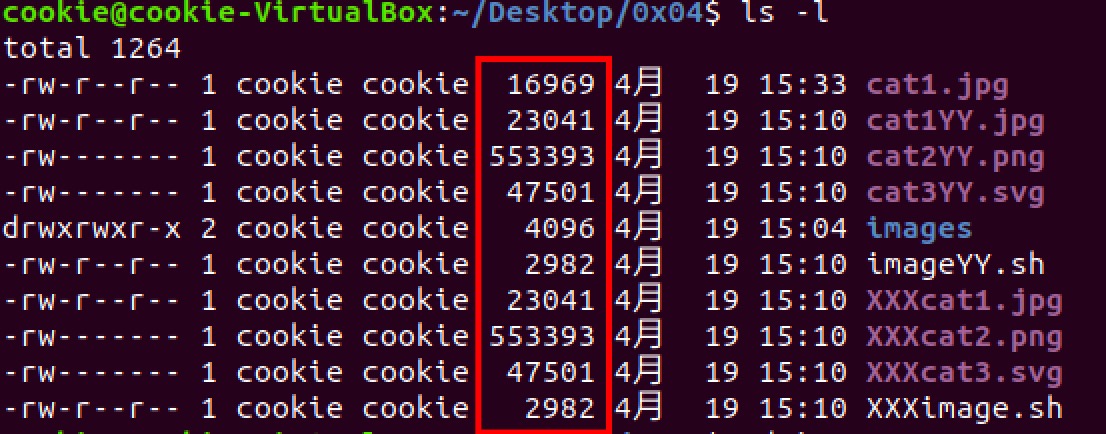 cookie@cookie-VirtualBox:~/Desktop/0x04$ ls -l
total 1264
-rw-r--r-- 1 cookie cookie  16969 4月  19 15:33 cat1.jpg
-rw-r--r-- 1 cookie cookie  23041 4月  19 15:10 cat1YY.jpg
-rw------- 1 cookie cookie 553393 4月  19 15:10 cat2YY.png
-rw------- 1 cookie cookie  47501 4月  19 15:10 cat3YY.svg
drwxrwxr-x 2 cookie cookie   4096 4月  19 15:04 images
-rw-r--r-- 1 cookie cookie   2982 4月  19 15:10 imageYY.sh
-rw-r--r-- 1 cookie cookie  23041 4月  19 15:10 XXXcat1.jpg
-rw------- 1 cookie cookie 553393 4月  19 15:10 XXXcat2.png
-rw------- 1 cookie cookie  47501 4月  19 15:10 XXXcat3.svg
-rw-r--r-- 1 cookie cookie   2982 4月  19 15:10 XXXimage.sh